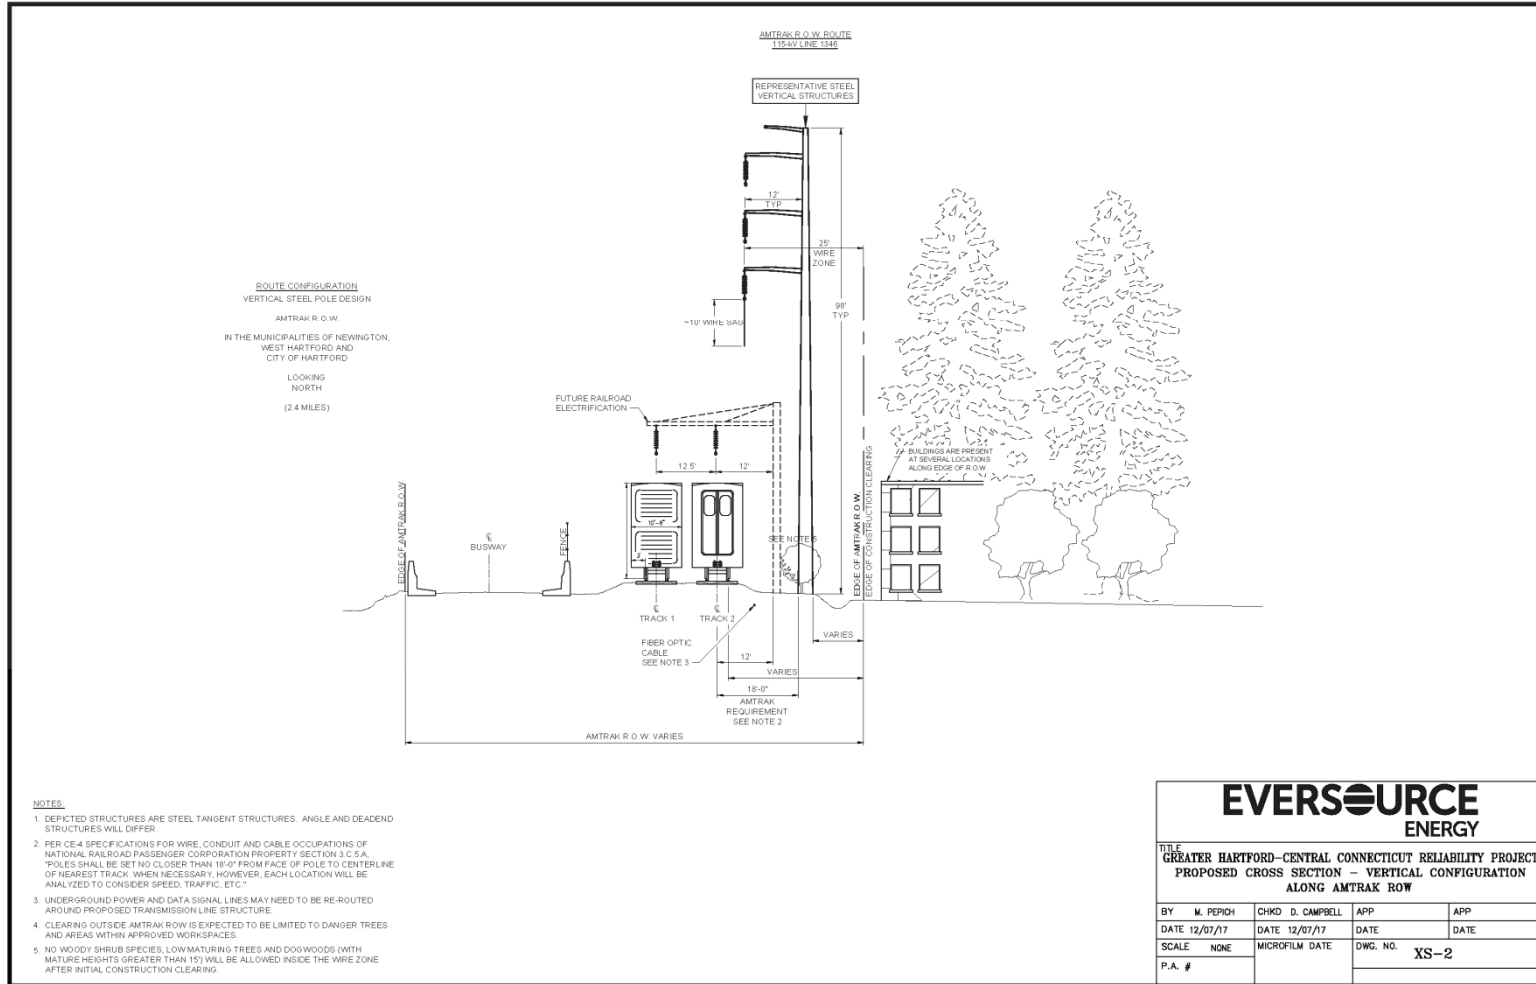 AMTRAK R.O.W. ROUTE
115-kV LINE 1346
REPRESENTATIVE STEEL
VERTICAL STRUCTURES
12'
TYP
25'
WIRE
ZONE
98'
TYP
~10' WIRE SAG
ROUTE CONFIGURATION
VERTICAL STEEL POLE DESIGN
AMTRAK R.O.W.
IN THE MUNICIPALITIES OF NEWINGTON,
WEST HARTFORD AND
CITY OF HARTFORD
LOOKING
NORTH
(2.4 MILES)
FUTURE RAILROAD
ELECTRIFICATION
12.5'
12'
BUILDINGS ARE PRESENT
AT SEVERAL LOCATIONS
ALONG EDGE OF R.O.W.
EDGE OF AMTRAK R.O.W.
BUSWAY
FENCE
10'-8"
3'
SEE NOTE 5
EDGE OF AMTRAK R.O.W.
EDGE OF CONSTRUCTION CLEARING
TRACK 1
TRACK 2
FIBER OPTIC
CABLE
SEE NOTE 3
VARIES
12'
VARIES
18'-0"
AMTRAK
REQUIREMENT
SEE NOTE 2
AMTRAK R.O.W. VARIES
NOTES:
1. DEPICTED STRUCTURES ARE STEEL TANGENT STRUCTURES. ANGLE AND DEADEND
STRUCTURES WILL DIFFER.
2. PER CE-4 SPECIFICATIONS FOR WIRE, CONDUIT AND CABLE OCCUPATIONS OF
NATIONAL RAILROAD PASSENGER CORPORATION PROPERTY SECTION 3.C.5.A,
"POLES SHALL BE SET NO CLOSER THAN 18'-0" FROM FACE OF POLE TO CENTERLINE
OF NEAREST TRACK. WHEN NECESSARY, HOWEVER, EACH LOCATION WILL BE
ANALYZED TO CONSIDER SPEED, TRAFFIC, ETC."
3. UNDERGROUND POWER AND DATA SIGNAL LINES MAY NEED TO BE RE-ROUTED
AROUND PROPOSED TRANSMISSION LINE STRUCTURE.
4. CLEARING OUTSIDE AMTRAK ROW IS EXPECTED TO BE LIMITED TO DANGER TREES
AND AREAS WITHIN APPROVED WORKSPACES.
5. NO WOODY SHRUB SPECIES, LOW MATURING TREES AND DOGWOODS (WITH
MATURE HEIGHTS GREATER THAN 15') WILL BE ALLOWED INSIDE THE WIRE ZONE
AFTER INITIAL CONSTRUCTION CLEARING.
EVERSOURCE
ENERGY
TITLE
GREATER HARTFORD-CENTRAL CONNECTICUT RELIABILITY PROJECT
PROPOSED CROSS SECTION - VERTICAL CONFIGURATION
ALONG AMTRAK ROW
BY M. PEPICH CHKD D. CAMPBELL APP APP
DATE 12/07/17 DATE 12/07/17 DATE DATE
SCALE NONE MICROFILM DATE DWG. NO. XS-2
P.A. #